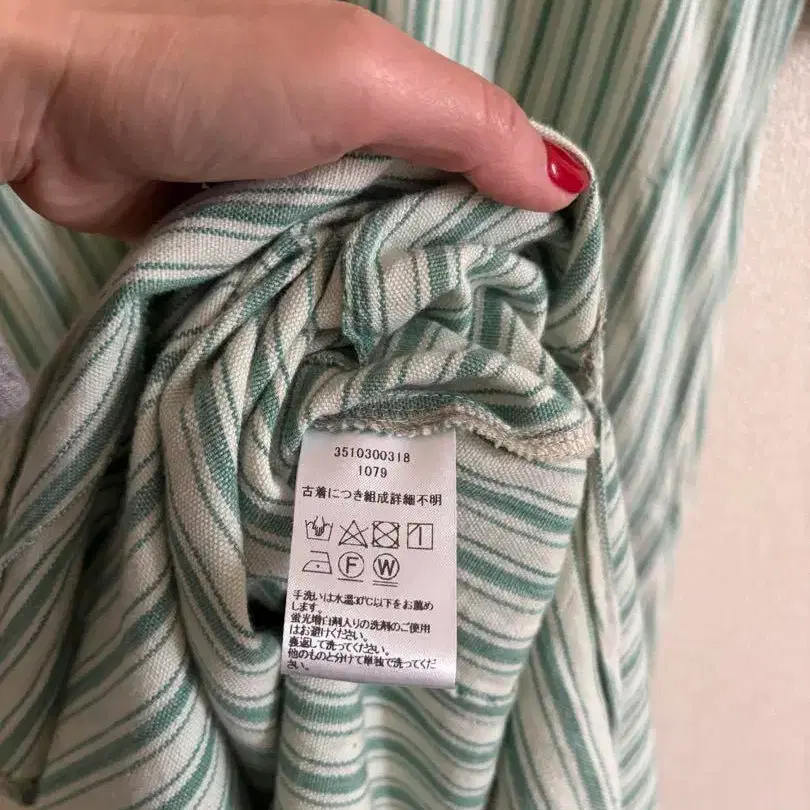 3510300318
1079
古着につき組成詳細不明
F W
手洗いは水温30℃以下をお薦め
します。
蛍光増白剤入りの洗剤のご使用
はお避けください。
裏返して洗ってください。
他のものと分けて単独で洗ってくだ
さい。